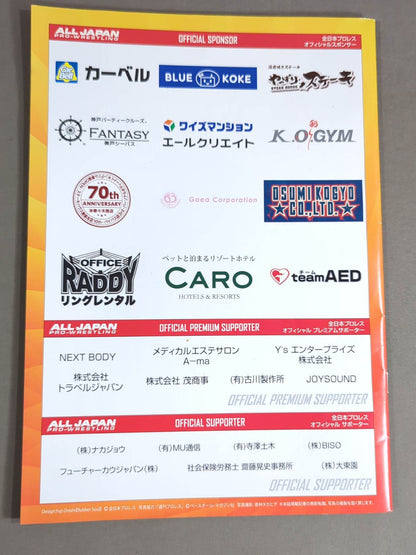 ALL JAPAN
PRO-WRESTLING
OFFICIAL SPONSOR
全日本プロレス
オフィシャルスポンサー
カーベル
BLUE KOKE
沼産焼きステーキ
やっぱりステーキ
FANTASY
神戸パーティークルーズ
神戸シーバス
ワイズマンション
エールクリエイト
K.O GYM
70th
ANNIVERSARY
Gaea Corporation
OSUMI KOGYO
CO.,LTD.
OFFICE
RADDY
リングレンタル
ペットと泊まるリゾートホテル
CARO
HOTELS & RESORTS
チーム
teamAED
ALL JAPAN
PRO-WRESTLING
OFFICIAL PREMIUM SUPPORTER
全日本プロレス
オフィシャル プレミアムサポーター
NEXT BODY
メディカルエステサロン
A-ma
Y's エンタープライズ
株式会社
株式会社
トラベルジャパン
株式会社 茂商事
(有)古川製作所
JOYSOUND
OFFICIAL PREMIUM SUPPORTER
ALL JAPAN
PRO-WRESTLING
OFFICIAL SUPPORTER
全日本プロレス
オフィシャル サポーター
(株)ナカジョウ
(有)MU通信
(有)寺澤土木
(株)BISO
フューチャーカウジャパン(株)
社会保険労務士 齋藤晃史事務所
(株)大東園
OFFICIAL SUPPORTER